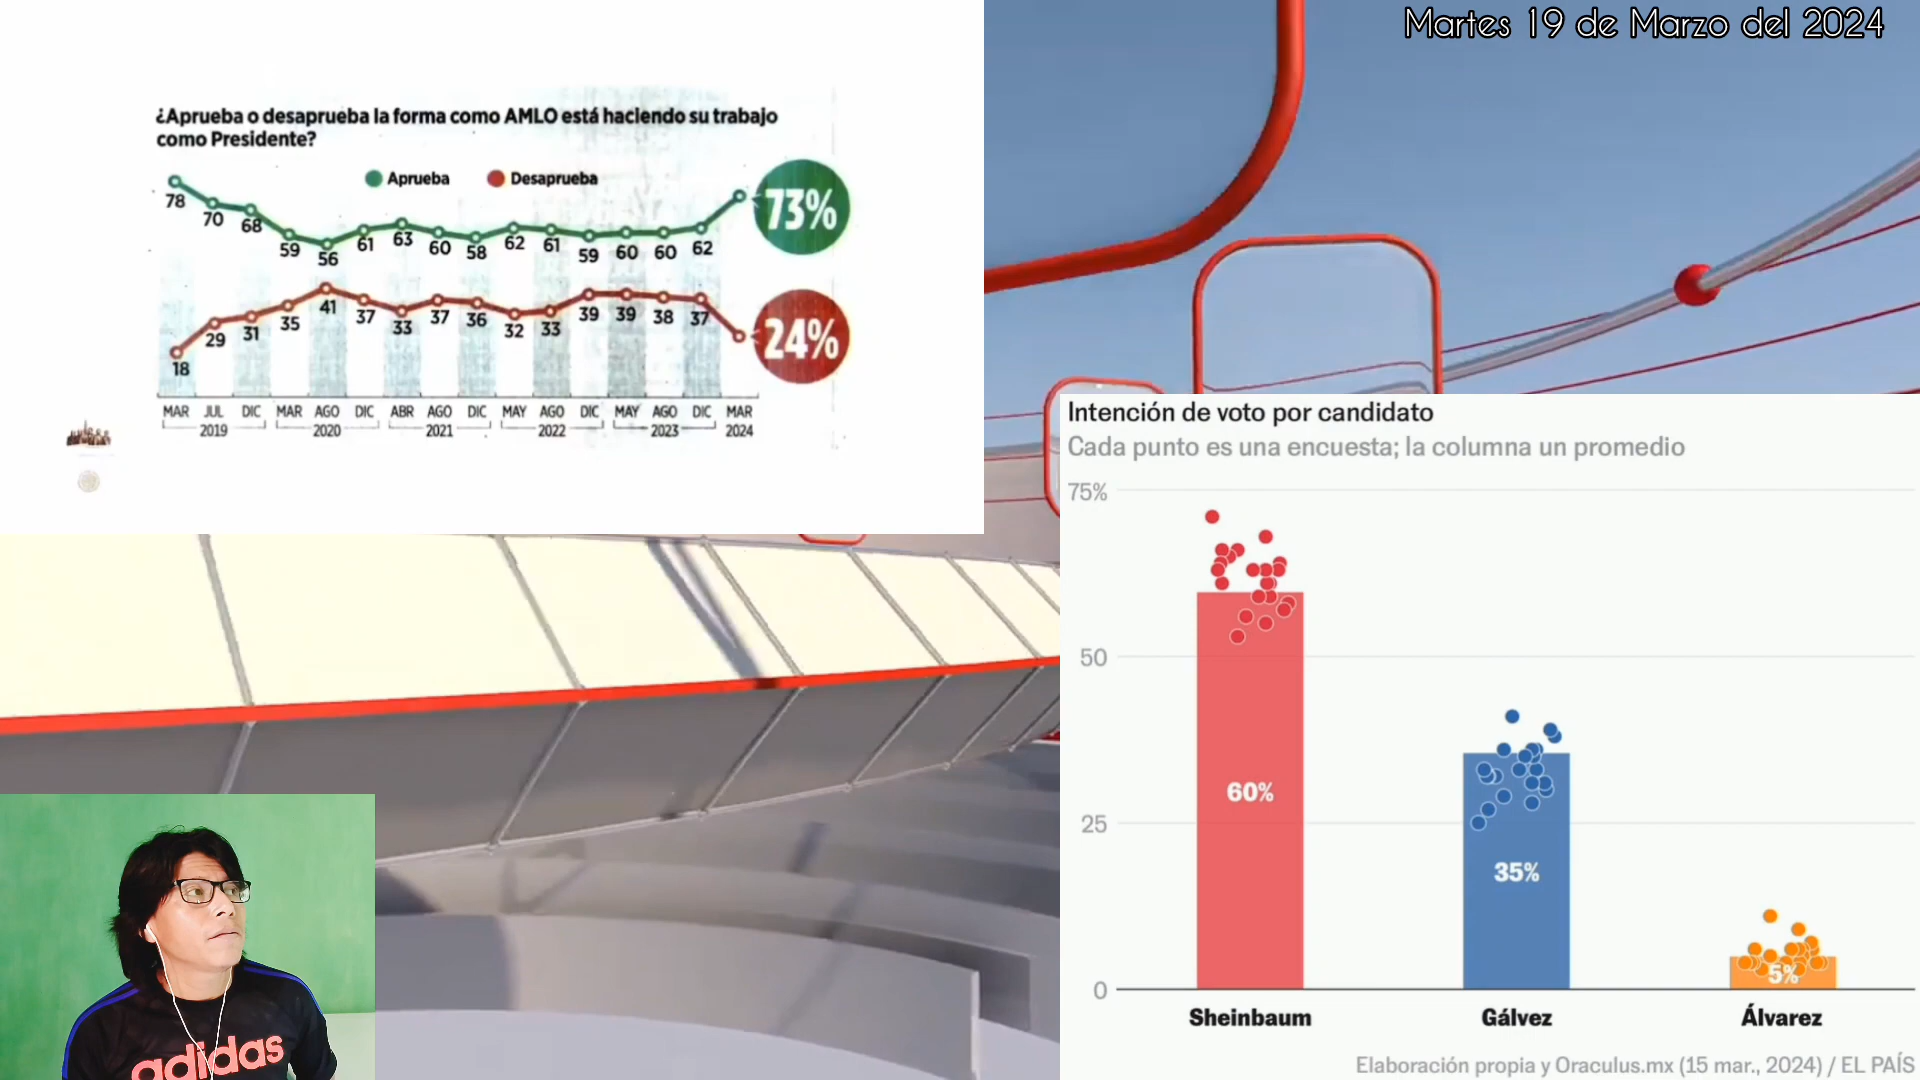 Martes 19 de Marzo del 2024
¿Aprueba o desaprueba la forma como AMLO está haciendo su trabajo
como Presidente?
Aprueba Desaprueba
78 70 68 59 56 61 63 60 58 62 61 59 60 60 62 73%
18 29 31 35 41 37 33 37 36 32 33 39 39 38 37 24%
MAR JUL DIC MAR AGO DIC ABR AGO DIC MAY AGO DIC MAY AGO DIC MAR
2019 2020 2021 2022 2023 2024
Intención de voto por candidato
Cada punto es una encuesta; la columna un promedio
75%
50
25
0
60%
35%
5%
Sheinbaum Gálvez Álvarez
Elaboración propia y Oraculus.mx (15 mar., 2024) / EL PAÍS
adidas